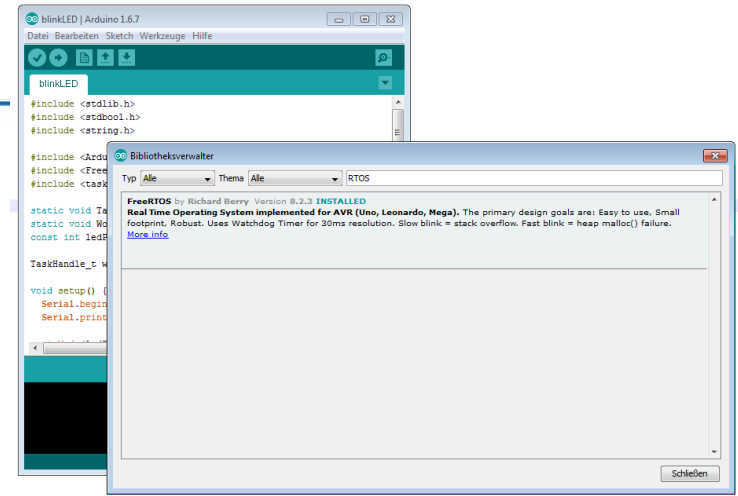 blinkLED | Arduino 1.6.7
Datei Bearbeiten Sketch Werkzeuge Hilfe
blinkLED
#include <stdlib.h>
#include <stdbool.h>
#include <string.h>
#include <Ardu
#include <Free
#include <task
static void Ta
static void Wo
const int ledP
TaskHandle_t w
void setup() {
Serial.begin
Serial.print
Bibliotheksverwalter
Typ Alle Thema Alle RTOS
FreeRTOS by Richard Berry Version 8.2.3 INSTALLED
Real Time Operating System implemented for AVR (Uno, Leonardo, Mega). The primary design goals are: Easy to use, Small
footprint, Robust. Uses Watchdog Timer for 30ms resolution. Slow blink = stack overflow. Fast blink = heap malloc() failure.
More info
Schließen